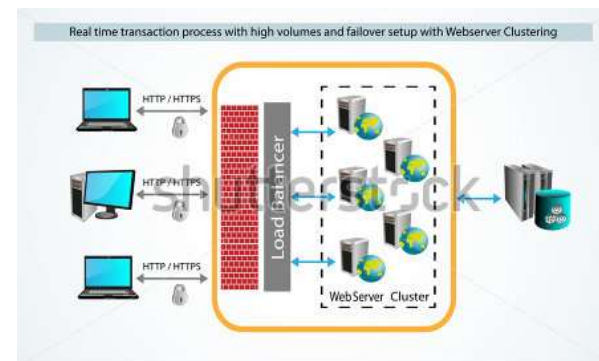 Real time transaction process with high volumes and failover setup with Webserver Clustering
HTTP / HTTPS
HTTP / HTTPS
HTTP / HTTPS
Load Balancer
WebServer Cluster
shutterstock